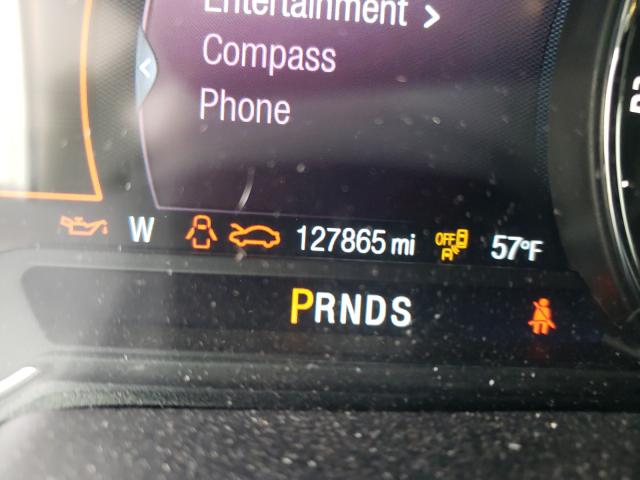 Entertainment >
Compass
<
Phone
W 127865 mi OFF 57°F
PRNDS